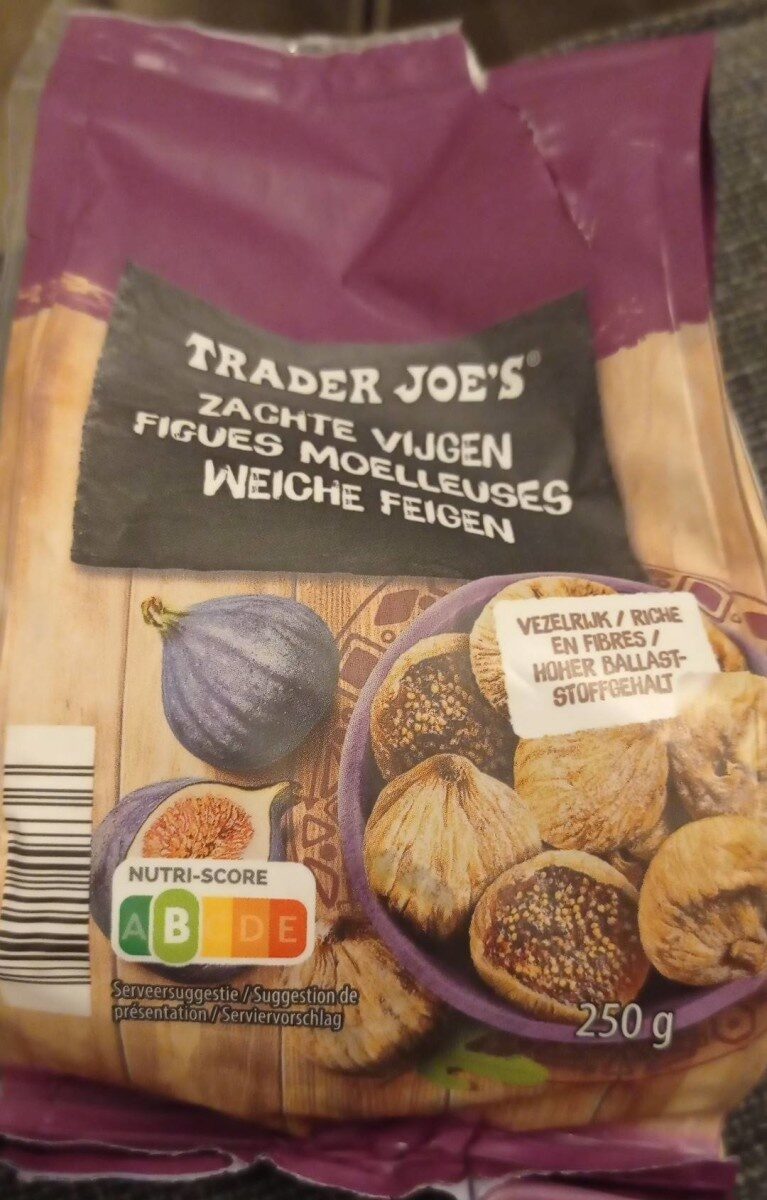 TRADER JOE'S®
ZACHTE VIJGEN
FIGUES MOELLEUSES
WEICHE FEIGEN
VEZELRIJK / RICHE
EN FIBRES /
HOHER BALLAST-
STOFFGEHALT
NUTRI-SCORE
A B C D E
Serveersuggestie / Suggestion de
présentation / Serviervorschlag
250 g